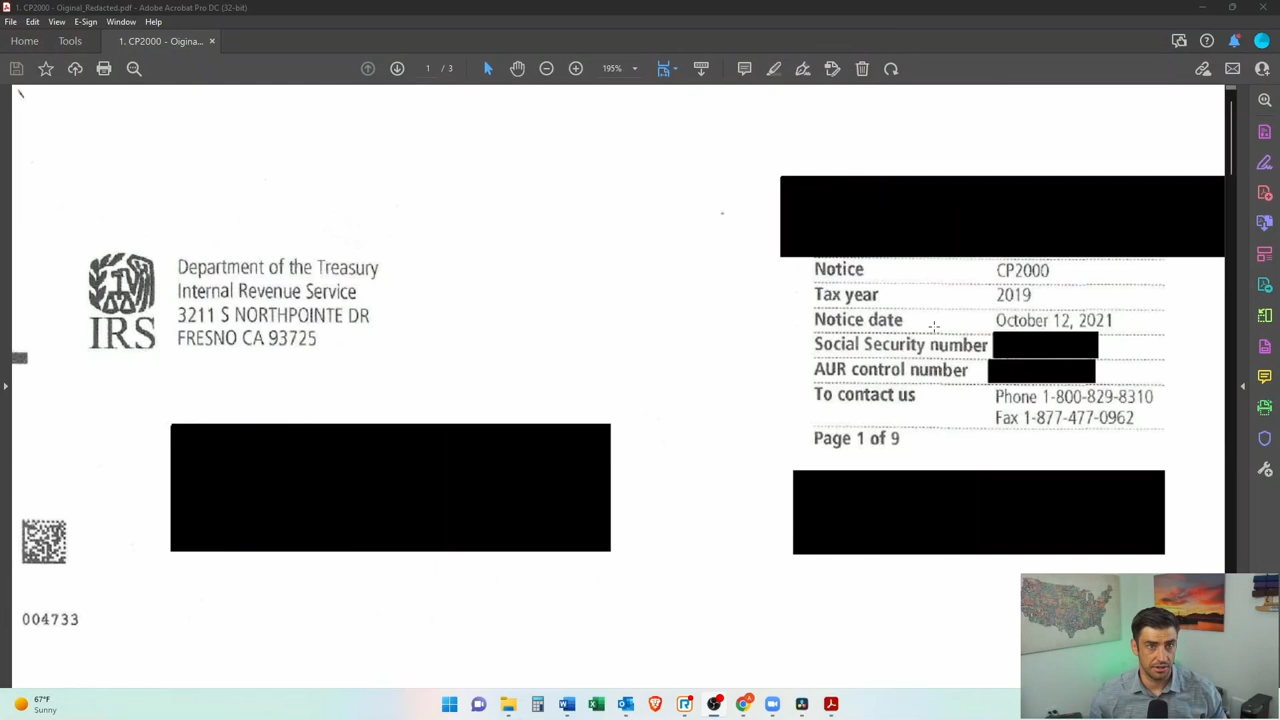 1. CP2000 - Oiginal_Redacted.pdf - Adobe Acrobat Pro DC (32-bit)
File Edit View E-Sign Window Help
Home Tools 1. CP2000 - Oigina... ×
1 / 3 195%
Department of the Treasury
Internal Revenue Service
3211 S NORTHPOINTE DR
FRESNO CA 93725
IRS
Notice CP2000
Tax year 2019
Notice date October 12, 2021
Social Security number
AUR control number
To contact us Phone 1-800-829-8310
Fax 1-877-477-0962
Page 1 of 9
004733
67°F
Sunny